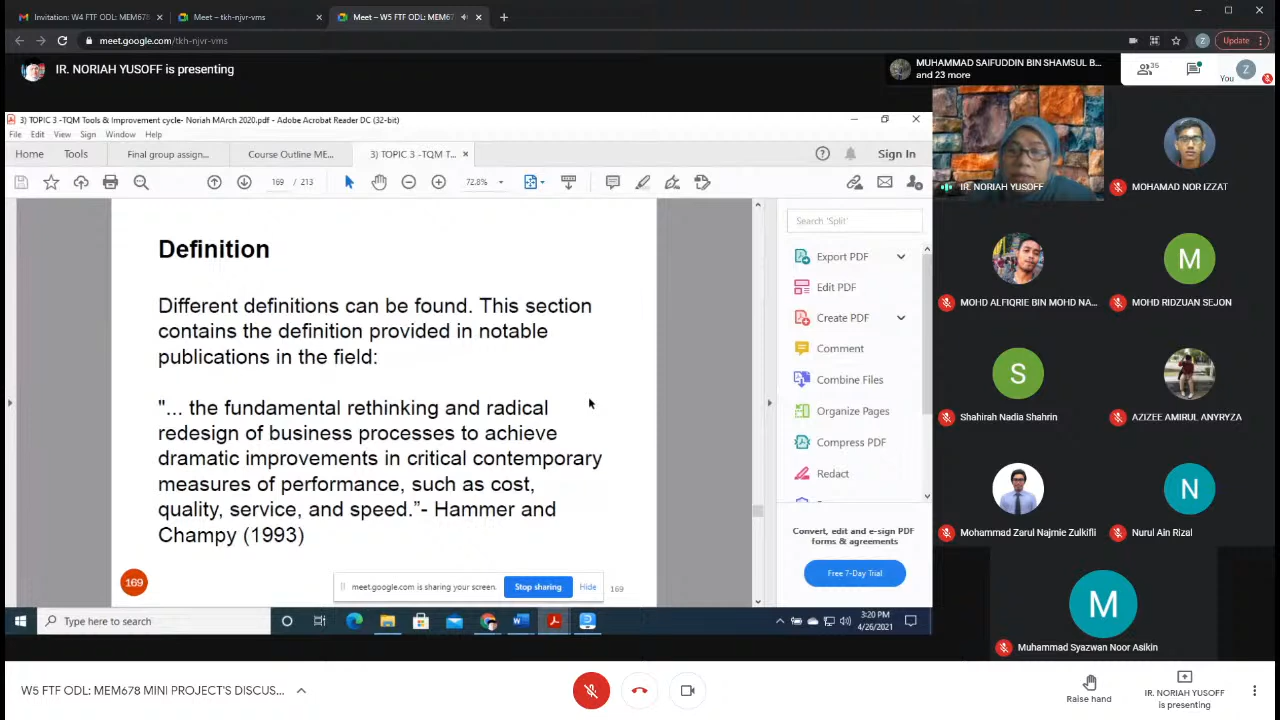 Invitation: W4 FTF ODL: MEM678
Meet – tkh-njvr-vms
Meet – W5 FTF ODL: MEM67
meet.google.com/tkh-njvr-vms
Z
Update
IR. NORIAH YUSOFF is presenting
MUHAMMAD SAIFUDDIN BIN SHAMSUL B...
and 23 more
35
You
Z
3) TOPIC 3 -TQM Tools & Improvement cycle- Noriah MArch 2020.pdf - Adobe Acrobat Reader DC (32-bit)
File Edit View Sign Window Help
Home Tools Final group assign... Course Outline ME... 3) TOPIC 3 -TQM T... Sign In
169 / 213 72.8%
Definition
Different definitions can be found. This section
contains the definition provided in notable
publications in the field:
"... the fundamental rethinking and radical
redesign of business processes to achieve
dramatic improvements in critical contemporary
measures of performance, such as cost,
quality, service, and speed.”- Hammer and
Champy (1993)
169
meet.google.com is sharing your screen. Stop sharing Hide
169
Search 'Split'
Export PDF
Edit PDF
Create PDF
Comment
Combine Files
Organize Pages
Compress PDF
Redact
Convert, edit and e-sign PDF
forms & agreements
Free 7-Day Trial
Type here to search
3:20 PM
4/26/2021
IR. NORIAH YUSOFF
MOHAMAD NOR IZZAT
MOHD ALFIQRIE BIN MOHD NA...
M
MOHD RIDZUAN SEJON
S
Shahirah Nadia Shahrin
AZIZEE AMIRUL ANYRYZA
Mohammad Zarul Najmie Zulkifli
N
Nurul Ain Rizal
M
Muhammad Syazwan Noor Asikin
W5 FTF ODL: MEM678 MINI PROJECT'S DISCUS...
Raise hand
IR. NORIAH YUSOFF
is presenting